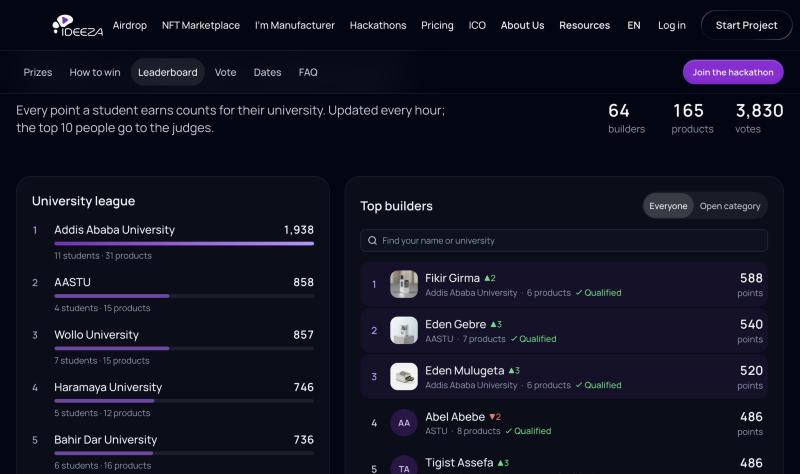 IDEEZA
Airdrop NFT Marketplace I'm Manufacturer Hackathons Pricing ICO About Us Resources EN Log in Start Project
Prizes How to win Leaderboard Vote Dates FAQ Join the hackathon
Every point a student earns counts for their university. Updated every hour;
the top 10 people go to the judges.
64 165 3,830
builders products votes
University league
1 Addis Ababa University 1,938
11 students · 31 products
2 AASTU 858
4 students · 15 products
3 Wollo University 857
7 students · 15 products
4 Haramaya University 746
5 students · 12 products
5 Bahir Dar University 736
6 students · 16 products
Top builders
Everyone Open category
Find your name or university
1 Fikir Girma ▲2 588
Addis Ababa University · 6 products ✓ Qualified points
2 Eden Gebre ▲3 540
AASTU · 7 products ✓ Qualified points
3 Eden Mulugeta ▲3 520
Addis Ababa University · 6 products ✓ Qualified points
4 AA Abel Abebe ▼2 486
ASTU · 8 products ✓ Qualified points
5 TA Tigist Assefa ▲3 486